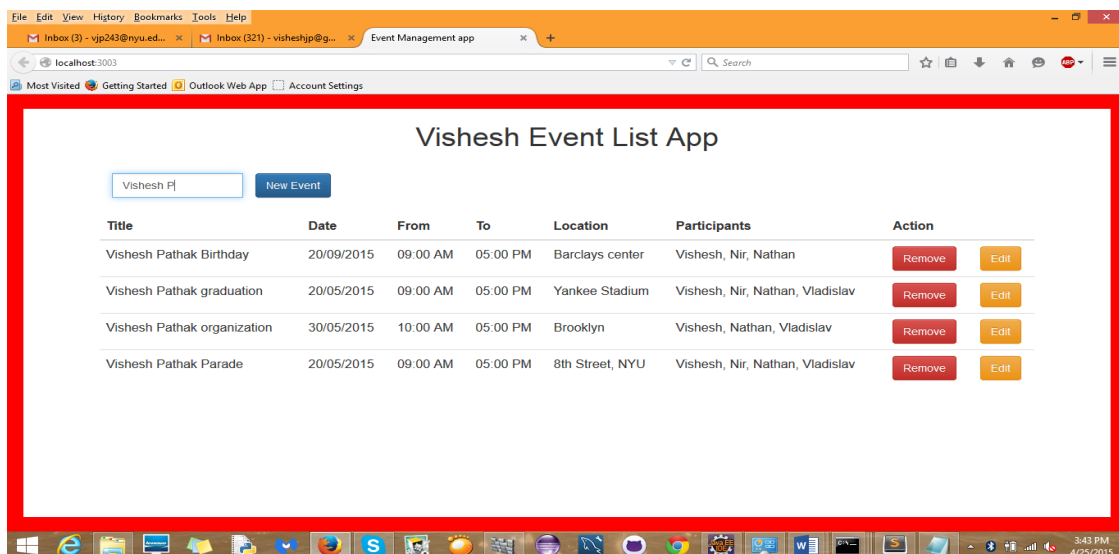 File Edit View History Bookmarks Tools Help
Inbox (3) - vjp243@nyu.ed... × Inbox (321) - visheshjp@g... × Event Management app × +
localhost:3003 Search ABP
Most Visited Getting Started Outlook Web App Account Settings
Vishesh Event List App
Vishesh P New Event
Title Date From To Location Participants Action
Vishesh Pathak Birthday 20/09/2015 09:00 AM 05:00 PM Barclays center Vishesh, Nir, Nathan Remove Edit
Vishesh Pathak graduation 20/05/2015 09:00 AM 05:00 PM Yankee Stadium Vishesh, Nir, Nathan, Vladislav Remove Edit
Vishesh Pathak organization 30/05/2015 10:00 AM 05:00 PM Brooklyn Vishesh, Nathan, Vladislav Remove Edit
Vishesh Pathak Parade 20/05/2015 09:00 AM 05:00 PM 8th Street, NYU Vishesh, Nir, Nathan, Vladislav Remove Edit
3:43 PM